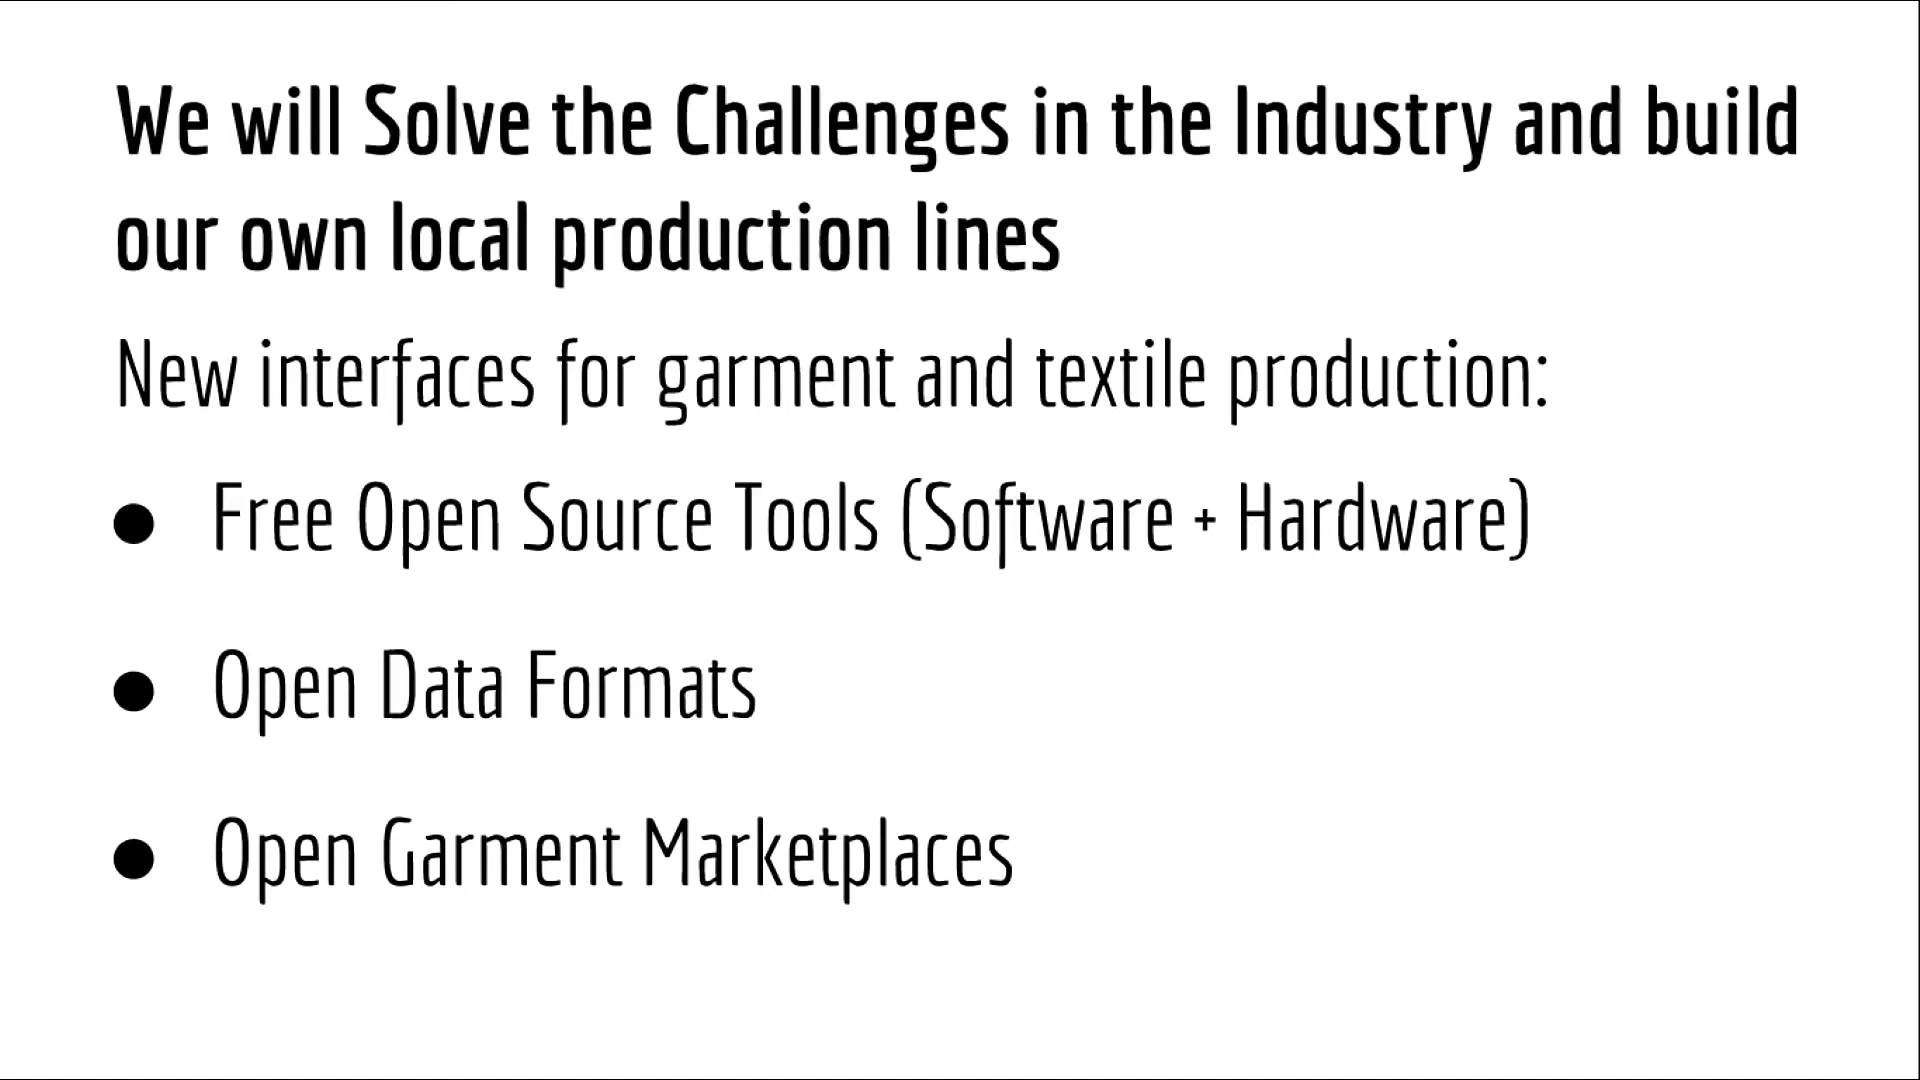 We will Solve the Challenges in the Industry and build
our own local production lines
New interfaces for garment and textile production:
● Free Open Source Tools (Software + Hardware)
● Open Data Formats
● Open Garment Marketplaces